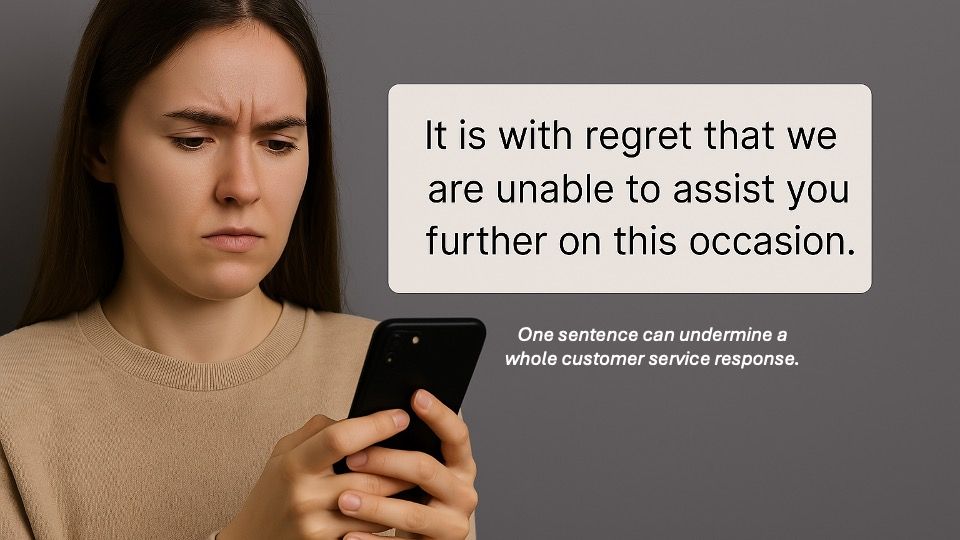 It is with regret that we
are unable to assist you
further on this occasion.
One sentence can undermine a
whole customer service response.